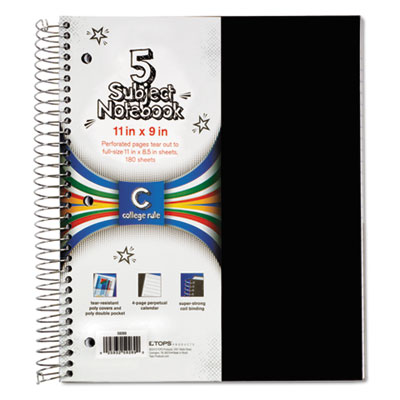 5
Subject
Notebook
11 in x 9 in
Perforated pages tear out to
full-size 11 in x 8.5 in sheets,
180 sheets
C
college rule
tear-resistant
poly covers and
poly double pocket
4-page perpetual
calendar
super-strong
coil binding
TOPS PRODUCTS